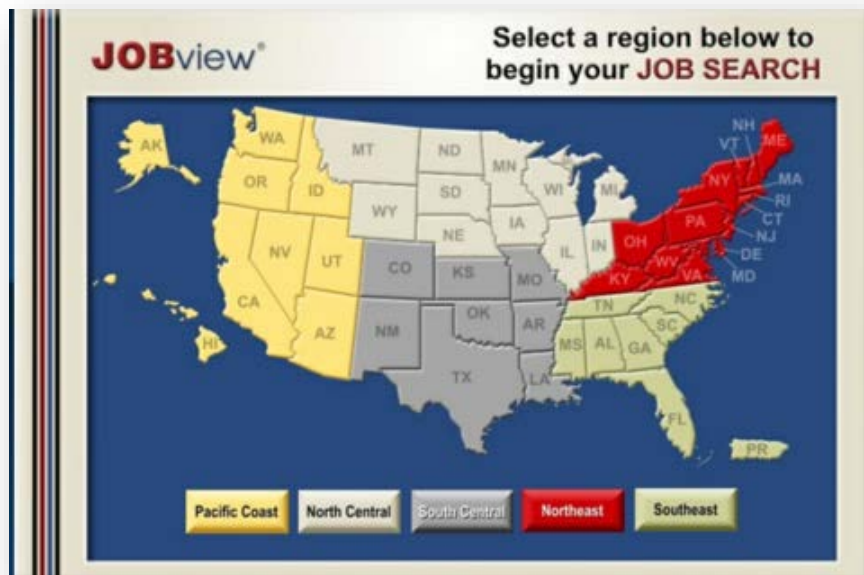 JOBview®
Select a region below to
begin your JOB SEARCH
AK
WA
OR
ID
MT
WY
ND
SD
NE
MN
IA
WI
MI
IL
IN
NV
UT
CA
AZ
HI
CO
KS
MO
NM
OK
AR
TX
LA
OH
KY
WV
VA
PA
NY
VT
NH
ME
MA
RI
CT
NJ
DE
MD
TN
NC
SC
MS
AL
GA
FL
PR
Pacific Coast
North Central
South Central
Northeast
Southeast